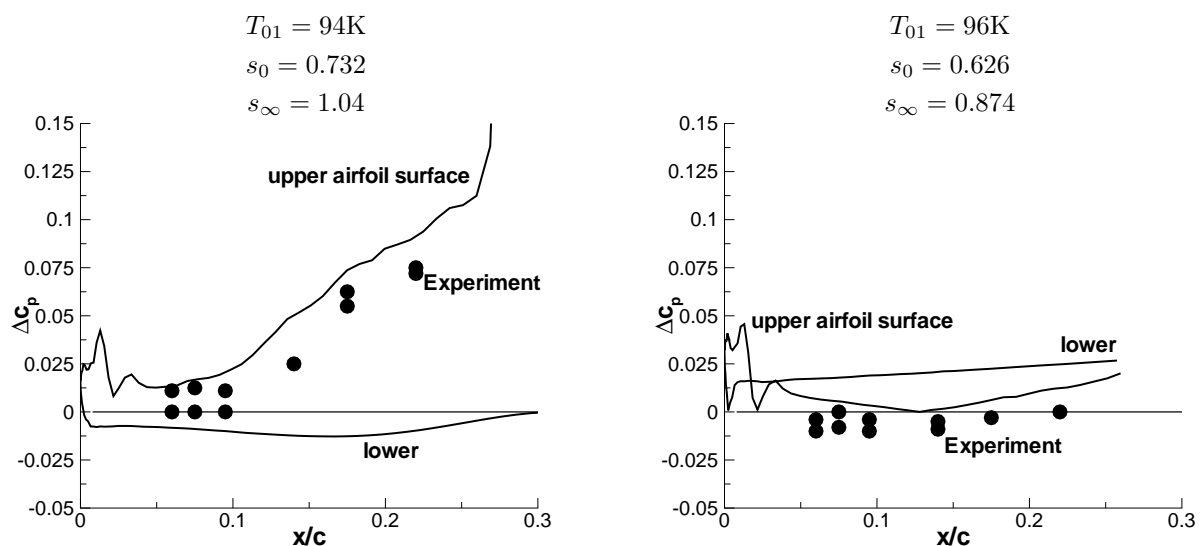 T₀₁ = 94K
s₀ = 0.732
s∞ = 1.04
0.15
0.125
0.1
0.075
0.05
0.025
0
-0.025
-0.05
Δcₚ
upper airfoil surface
Experiment
lower
0
0.1
0.2
0.3
x/c
T₀₁ = 96K
s₀ = 0.626
s∞ = 0.874
0.15
0.125
0.1
0.075
0.05
0.025
0
-0.025
-0.05
Δcₚ
upper airfoil surface
lower
Experiment
0
0.1
0.2
0.3
x/c